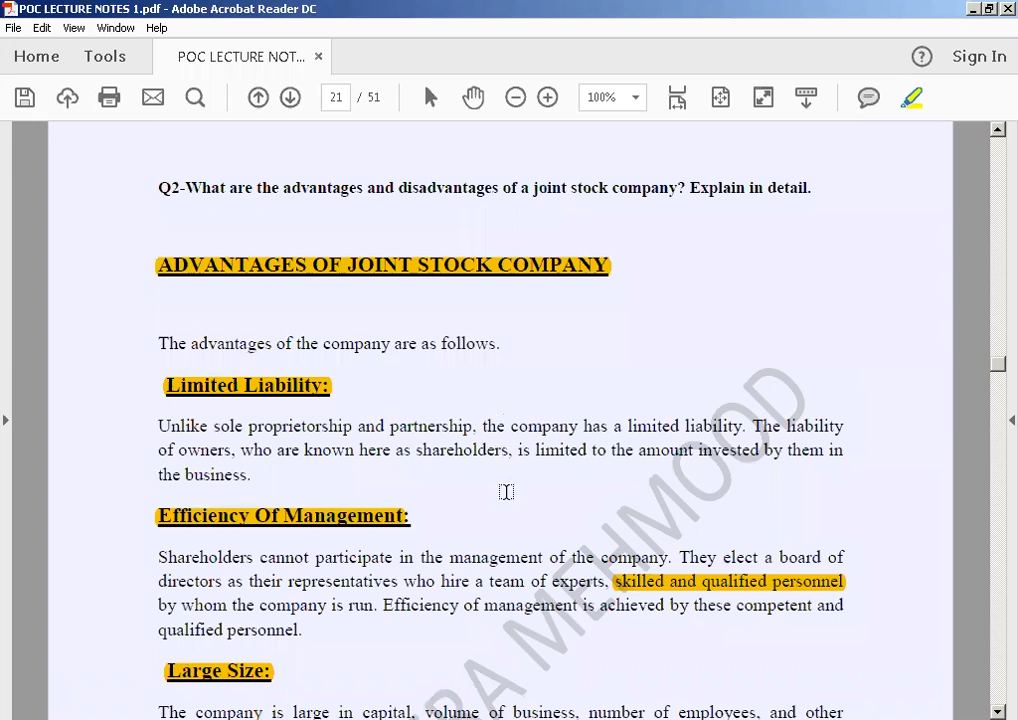 POC LECTURE NOTES 1.pdf - Adobe Acrobat Reader DC
File Edit View Window Help
Home Tools POC LECTURE NOT... × Sign In
21 / 51 100%
Q2-What are the advantages and disadvantages of a joint stock company? Explain in detail.
ADVANTAGES OF JOINT STOCK COMPANY
The advantages of the company are as follows.
Limited Liability:
Unlike sole proprietorship and partnership, the company has a limited liability. The liability
of owners, who are known here as shareholders, is limited to the amount invested by them in
the business.
Efficiency Of Management:
Shareholders cannot participate in the management of the company. They elect a board of
directors as their representatives who hire a team of experts, skilled and qualified personnel
by whom the company is run. Efficiency of management is achieved by these competent and
qualified personnel.
Large Size:
The company is large in capital, volume of business, number of employees, and other
RA MEHMOOD